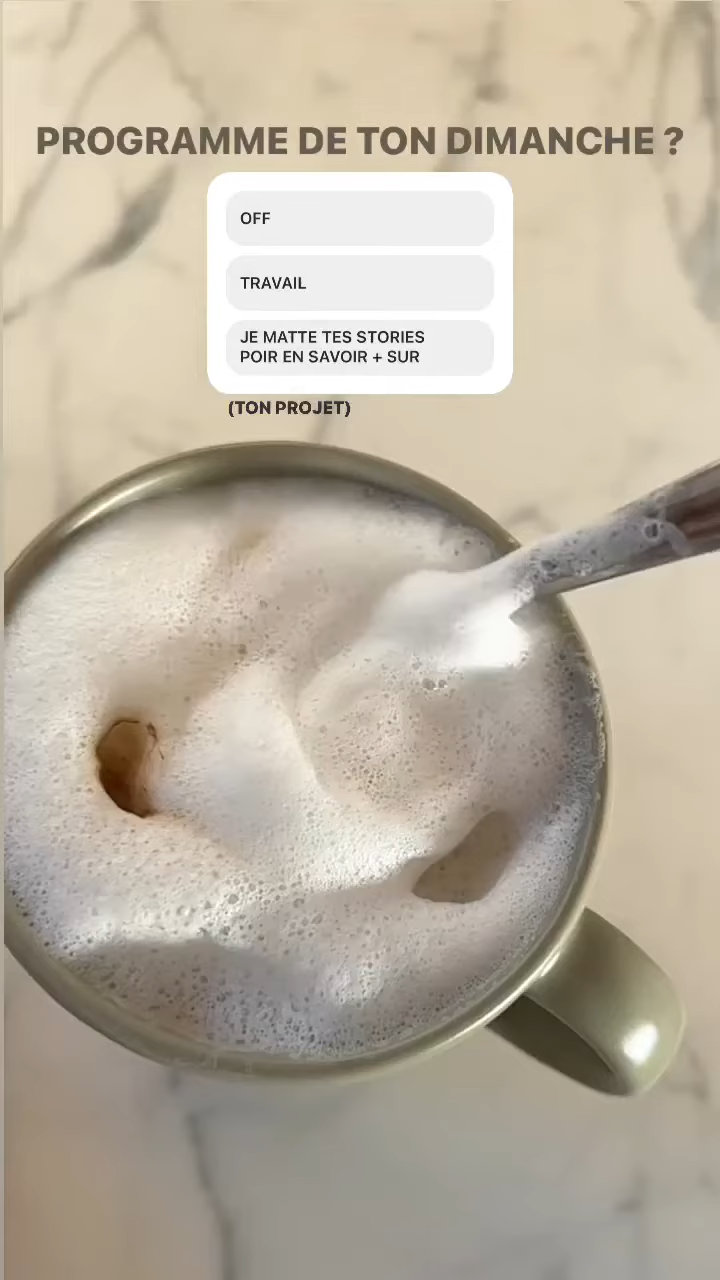 PROGRAMME DE TON DIMANCHE ?
OFF
TRAVAIL
JE MATTE TES STORIES
POIR EN SAVOIR + SUR
(TON PROJET)